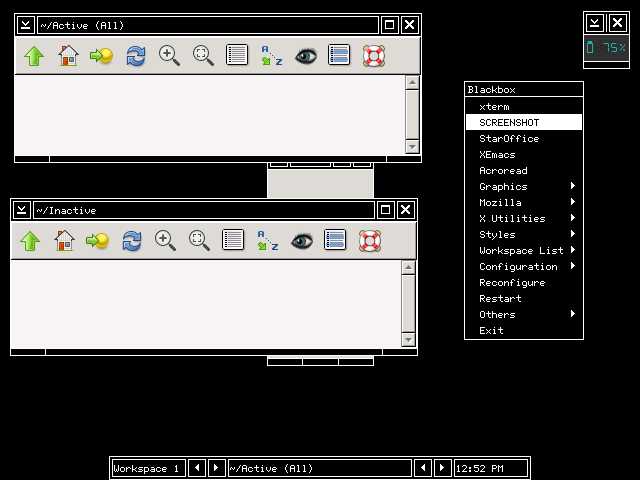 ~/Active (All)
75%
Blackbox
xterm
SCREENSHOT
StarOffice
XEmacs
Acroread
Graphics
Mozilla
X Utilities
Styles
Workspace List
Configuration
Reconfigure
Restart
Others
Exit
A
Z
~/Inactive
A
Z
Workspace 1
~/Active (All)
12:52 PM